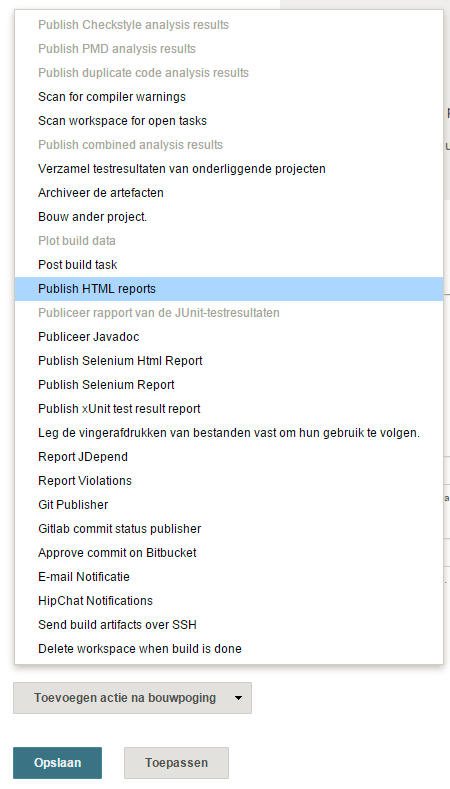 Publish Checkstyle analysis results
Publish PMD analysis results
Publish duplicate code analysis results
Scan for compiler warnings
Scan workspace for open tasks
Publish combined analysis results
Verzamel testresultaten van onderliggende projecten
Archiveer de artefacten
Bouw ander project.
Plot build data
Post build task
Publish HTML reports
Publiceer rapport van de JUnit-testresultaten
Publiceer Javadoc
Publish Selenium Html Report
Publish Selenium Report
Publish xUnit test result report
Leg de vingerafdrukken van bestanden vast om hun gebruik te volgen.
Report JDepend
Report Violations
Git Publisher
Gitlab commit status publisher
Approve commit on Bitbucket
E-mail Notificatie
HipChat Notifications
Send build artifacts over SSH
Delete workspace when build is done
Toevoegen actie na bouwpoging
Opslaan Toepassen